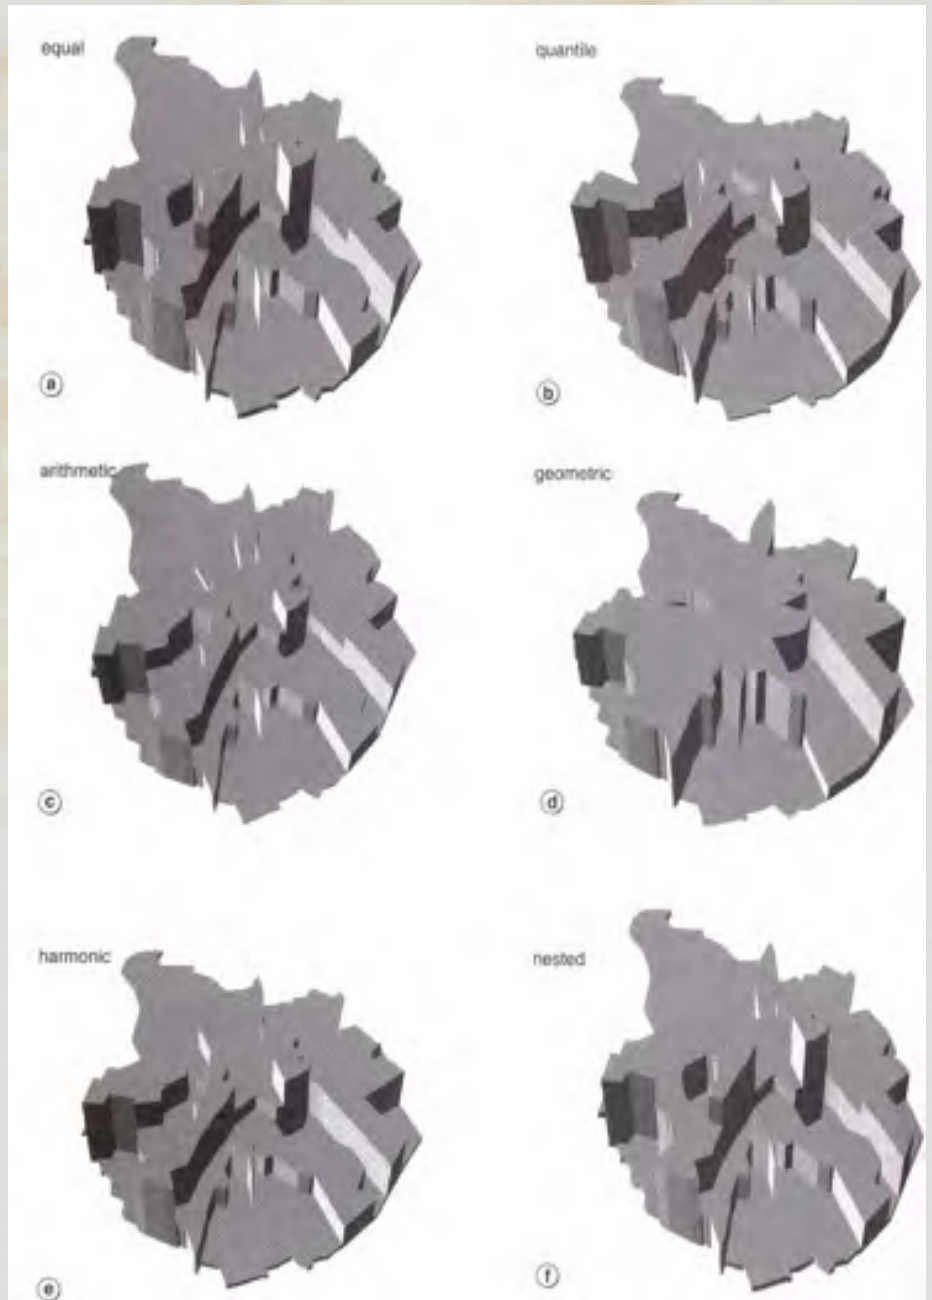 equal
quantile
a
b
arithmetic
geometric
c
d
harmonic
nested
e
f